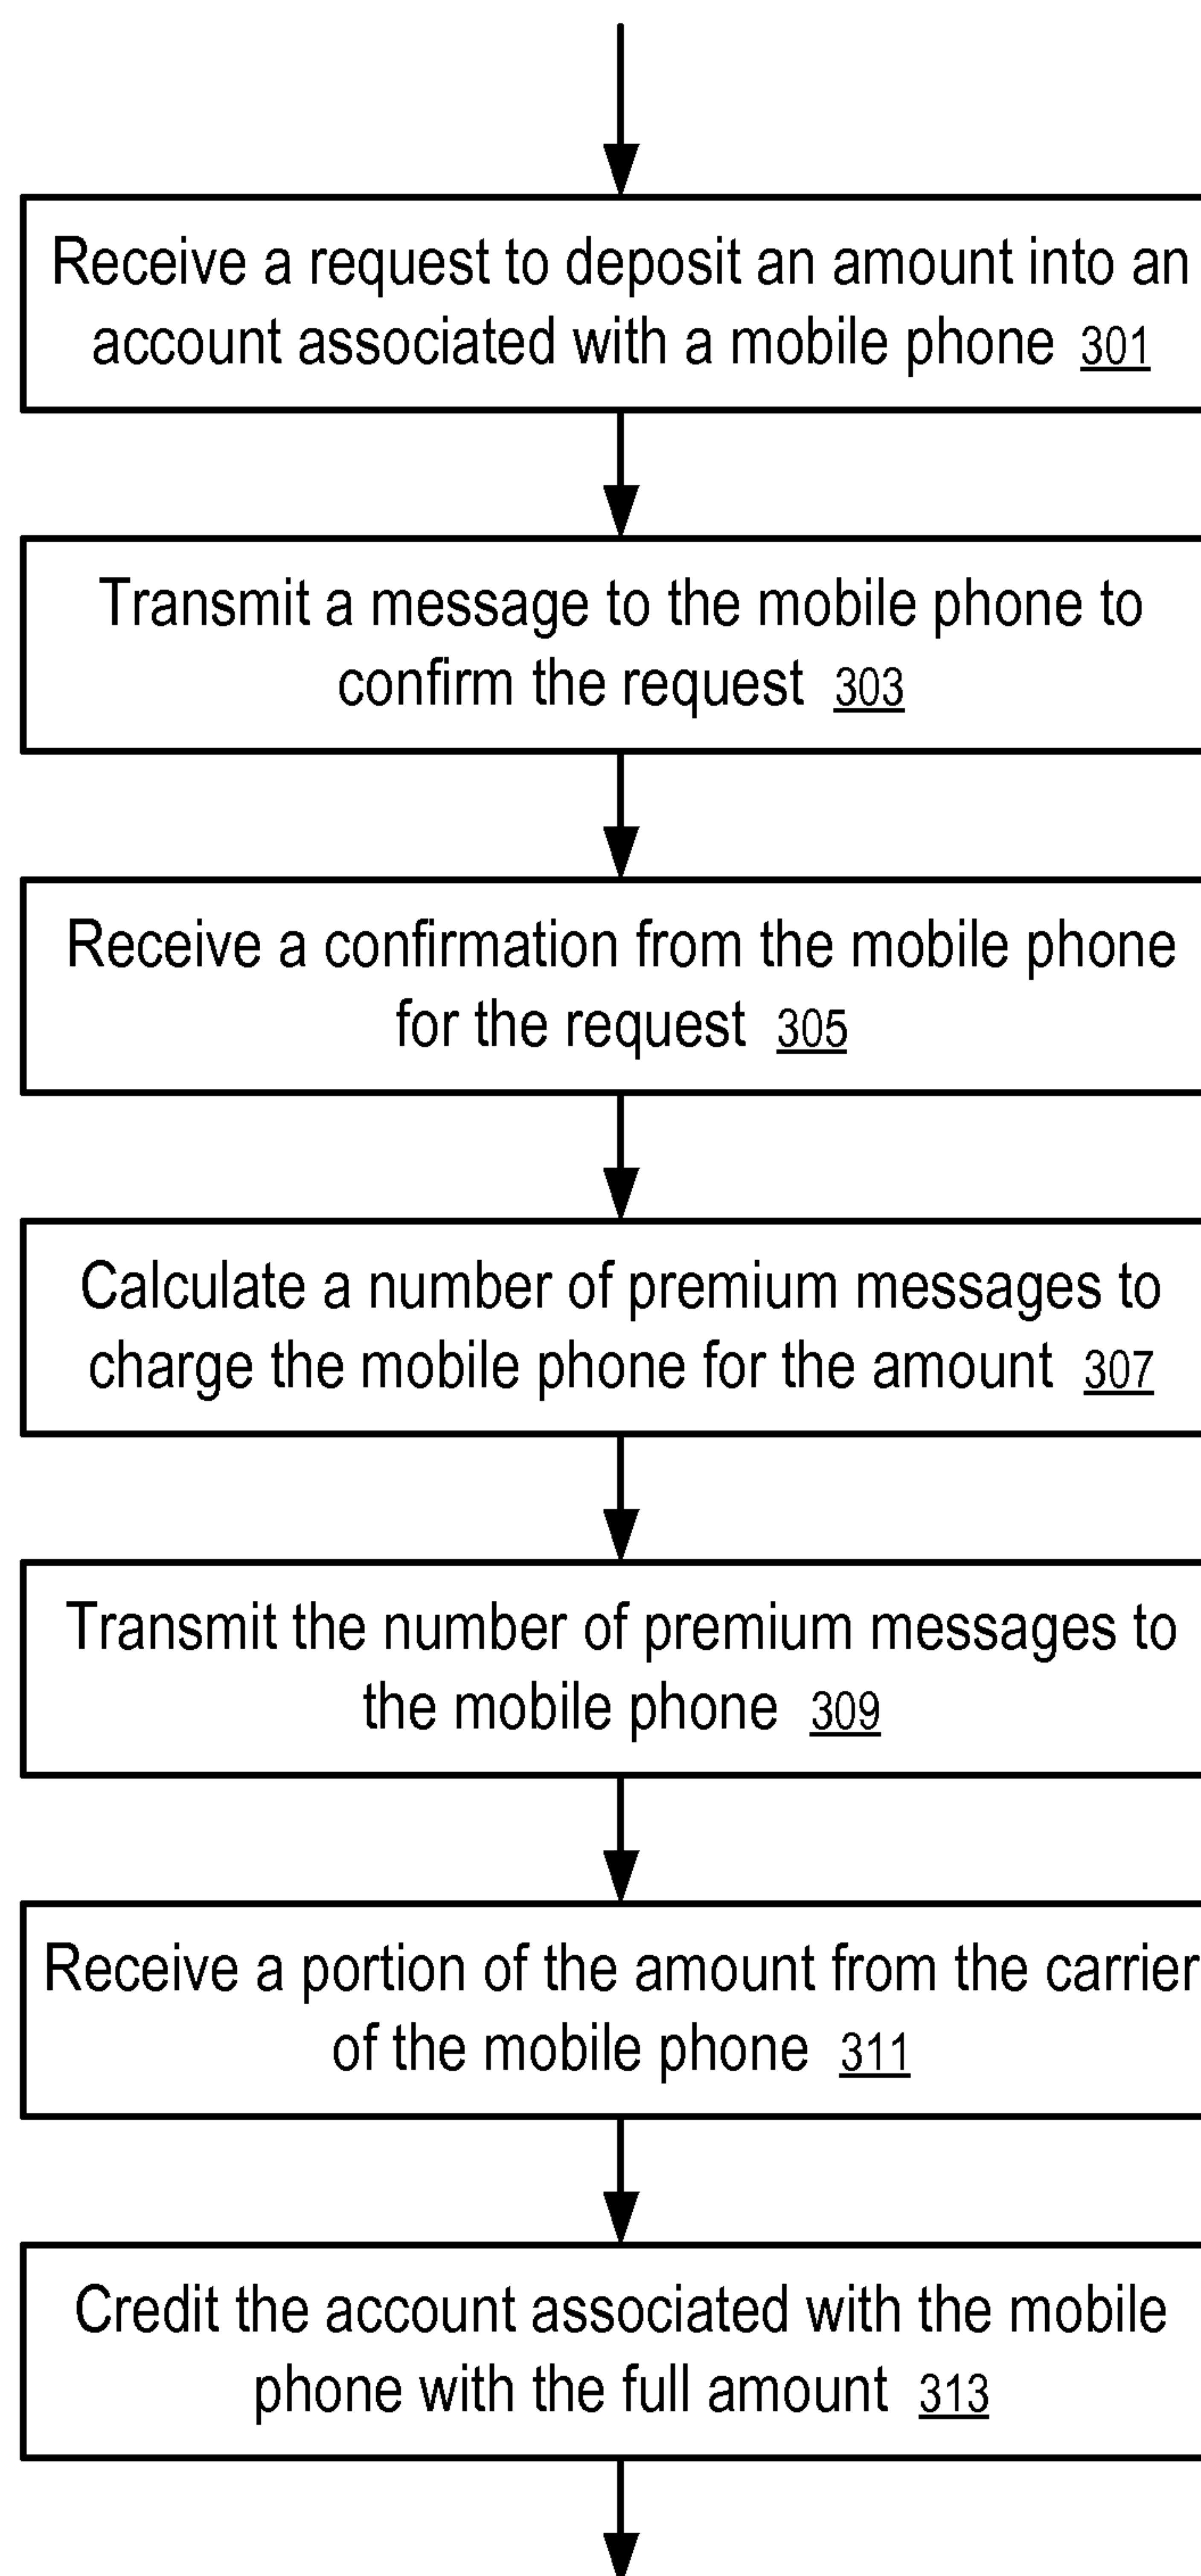 Receive a request to deposit an amount into an
account associated with a mobile phone 301
Transmit a message to the mobile phone to
confirm the request 303
Receive a confirmation from the mobile phone
for the request 305
Calculate a number of premium messages to
charge the mobile phone for the amount 307
Transmit the number of premium messages to
the mobile phone 309
Receive a portion of the amount from the carrier
of the mobile phone 311
Credit the account associated with the mobile
phone with the full amount 313